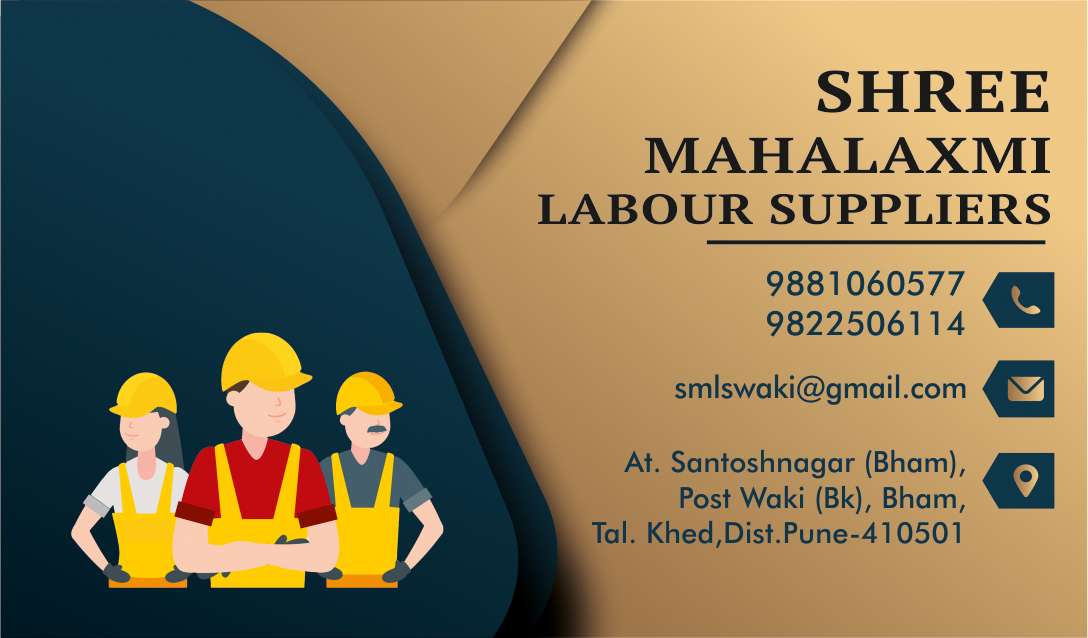 SHREE
MAHALAXMI
LABOUR SUPPLIERS
9881060577
9822506114
smlswaki@gmail.com
At. Santoshnagar (Bham),
Post Waki (Bk), Bham,
Tal. Khed,Dist.Pune-410501